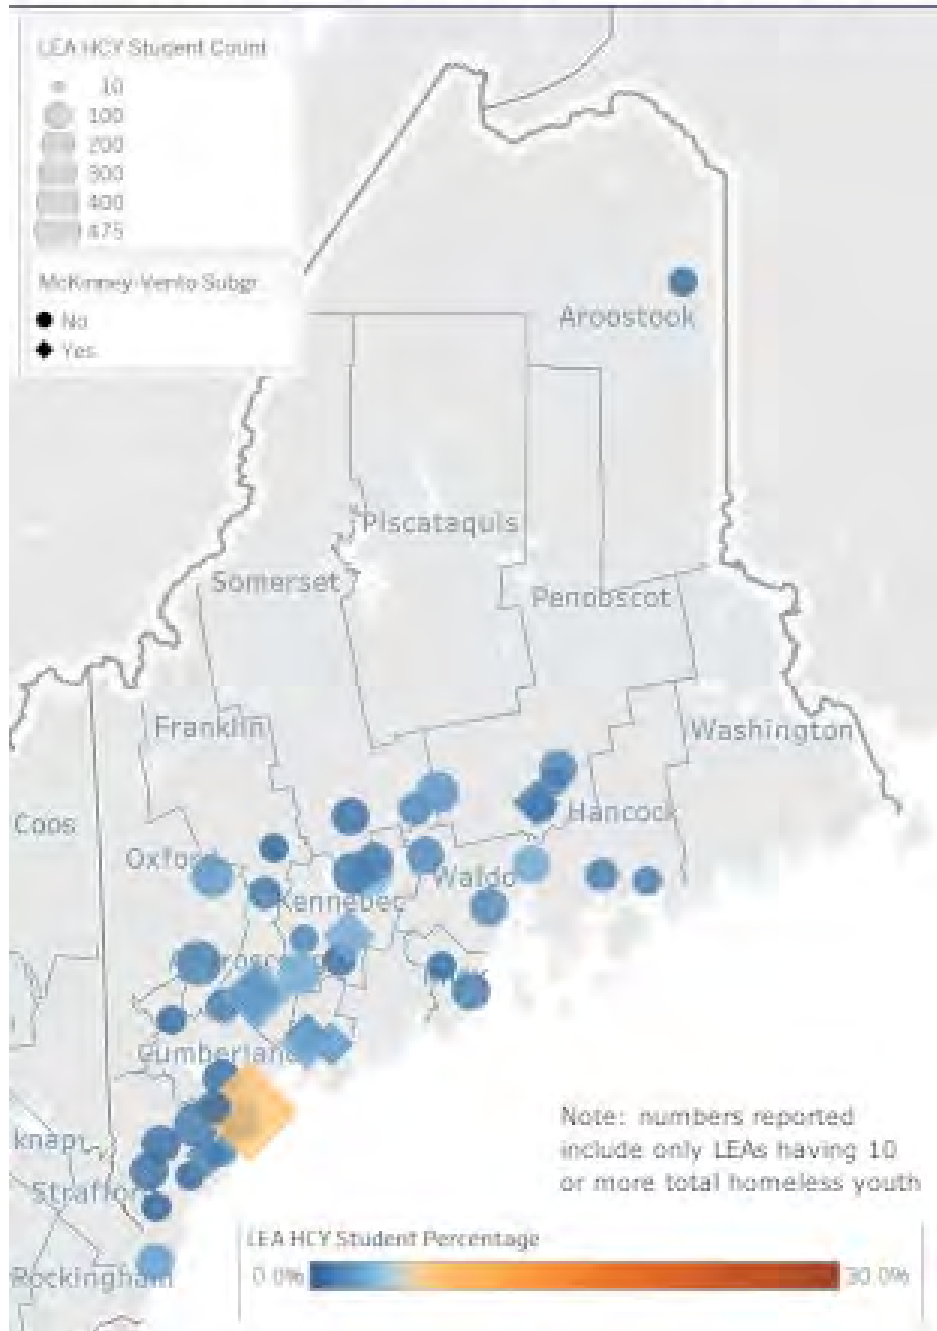 LEA HCY Student Count
10
100
200
300
400
475
McKinney-Vento Subgr
No
Yes
Aroostook
Piscataquis
Somerset
Penobscot
Franklin
Washington
Coos
Hancock
Oxford
Waldo
Kennebec
Cumberland
Note: numbers reported
include only LEAs having 10
or more total homeless youth
knap
Straffor
LEA HCY Student Percentage
0.0%
30.0%
Rockingham